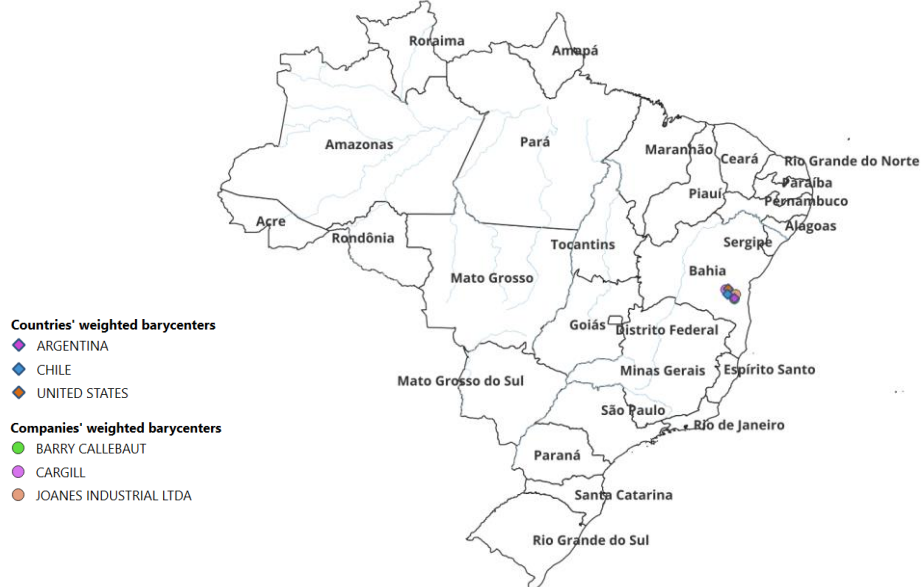 Roraima
Amapá
Amazonas
Pará
Maranhão
Ceará
Rio Grande do Norte
Paraíba
Piauí
Pernambuco
Acre
Alagoas
Rondônia
Tocantins
Sergipe
Bahia
Mato Grosso
Countries' weighted barycenters
Goiás
Distrito Federal
ARGENTINA
CHILE
Minas Gerais
Espírito Santo
Mato Grosso do Sul
UNITED STATES
São Paulo
Companies' weighted barycenters
Rio de Janeiro
BARRY CALLEBAUT
Paraná
CARGILL
JOANES INDUSTRIAL LTDA
Santa Catarina
Rio Grande do Sul